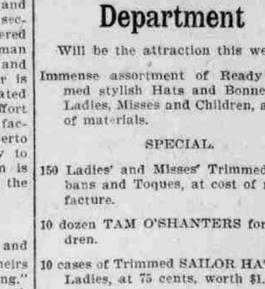 and
sec-
ered
man
and
r is
ated
ffort
fac-
erto
y to
n is
the
and
heirs
ng."
Department
Will be the attraction this we
Immense assortment of Ready
med stylish Hats and Bonne
Ladies, Misses and Children, a
of materials.
SPECIAL.
150 Ladies' and Misses' Trimmed
bans and Toques, at cost of
facture.
10 dozen TAM O'SHANTERS for
dren.
10 cases of Trimmed SAILOR HA
Ladies, at 75 cents, worth $1.